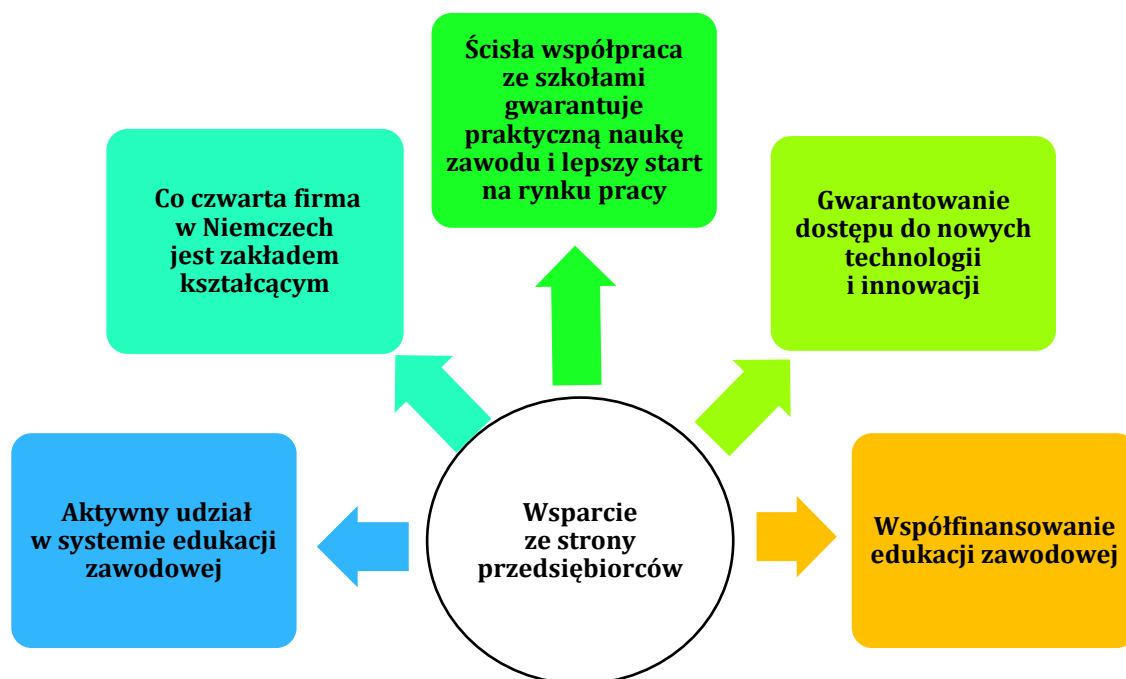 Ścisła współpraca
ze szkołami
gwarantuje
praktyczną naukę
zawodu i lepszy start
na rynku pracy
Co czwarta firma
w Niemczech
jest zakładem
kształcącym
Gwarantowanie
dostępu do nowych
technologii
i innowacji
Aktywny udział
w systemie edukacji
zawodowej
Wsparcie
ze strony
przedsiębiorców
Współfinansowanie
edukacji zawodowej